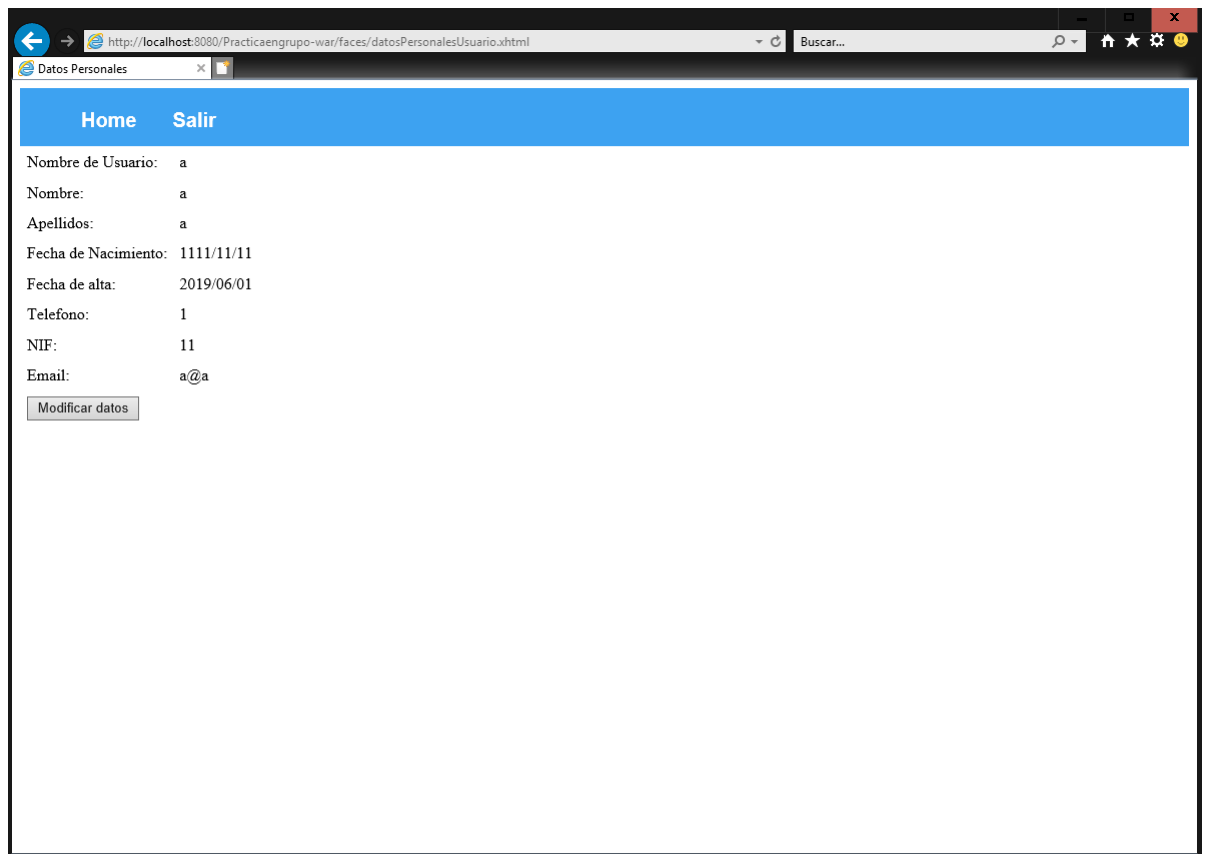 x
http://localhost:8080/Practicaengrupo-war/faces/datosPersonalesUsuario.xhtml Buscar...
Datos Personales
Home Salir
Nombre de Usuario: a
Nombre: a
Apellidos: a
Fecha de Nacimiento: 1111/11/11
Fecha de alta: 2019/06/01
Telefono: 1
NIF: 11
Email: a@a
Modificar datos